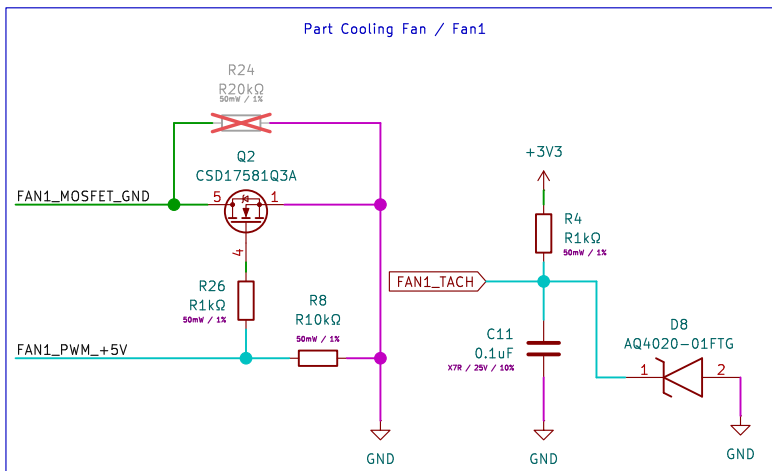 Part Cooling Fan / Fan1
R24
R20kΩ
50mW / 1%
Q2
CSD17581Q3A
FAN1_MOSFET_GND
5
1
4
R26
R1kΩ
50mW / 1%
R8
R10kΩ
50mW / 1%
FAN1_PWM_+5V
GND
+3V3
R4
R1kΩ
50mW / 1%
FAN1_TACH
C11
0.1uF
X7R / 25V / 10%
GND
D8
AQ4020-01FTG
1
2
GND